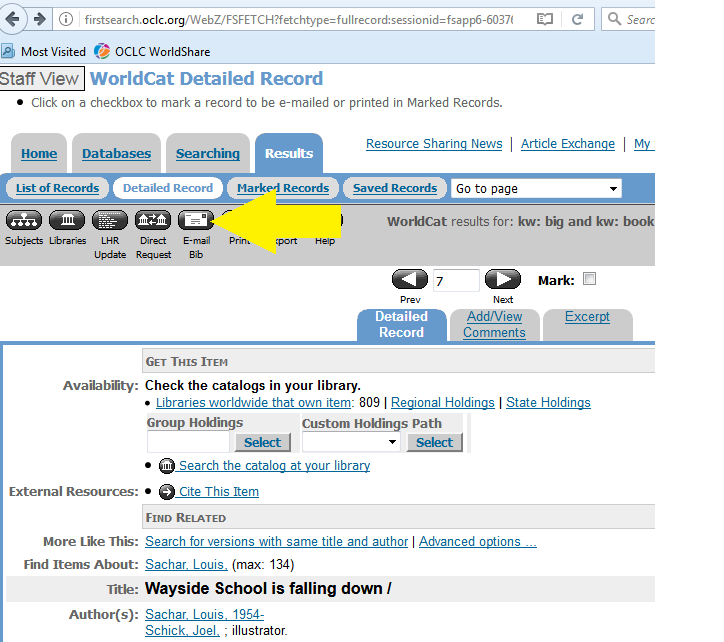 firstsearch.oclc.org/WebZ/FSFETCH?fetchtype=fullrecord:sessionid=fsapp6-6037
Sear
Most Visited OCLC WorldShare
Staff View WorldCat Detailed Record
• Click on a checkbox to mark a record to be e-mailed or printed in Marked Records.
Resource Sharing News | Article Exchange | My
Home Databases Searching Results
List of Records Detailed Record Marked Records Saved Records Go to page
WorldCat results for: kw: big and kw: book
Subjects Libraries LHR Update Direct Request E-mail Bib Print xport Help
7 Mark:
Prev Next
Detailed Record Add/View Comments Excerpt
GET THIS ITEM
Availability: Check the catalogs in your library.
• Libraries worldwide that own item: 809 | Regional Holdings | State Holdings
Group Holdings Custom Holdings Path
Select Select
• Search the catalog at your library
External Resources: • Cite This Item
FIND RELATED
More Like This: Search for versions with same title and author | Advanced options ...
Find Items About: Sachar, Louis, (max: 134)
Title: Wayside School is falling down /
Author(s): Sachar, Louis, 1954-
Schick, Joel, ; illustrator.